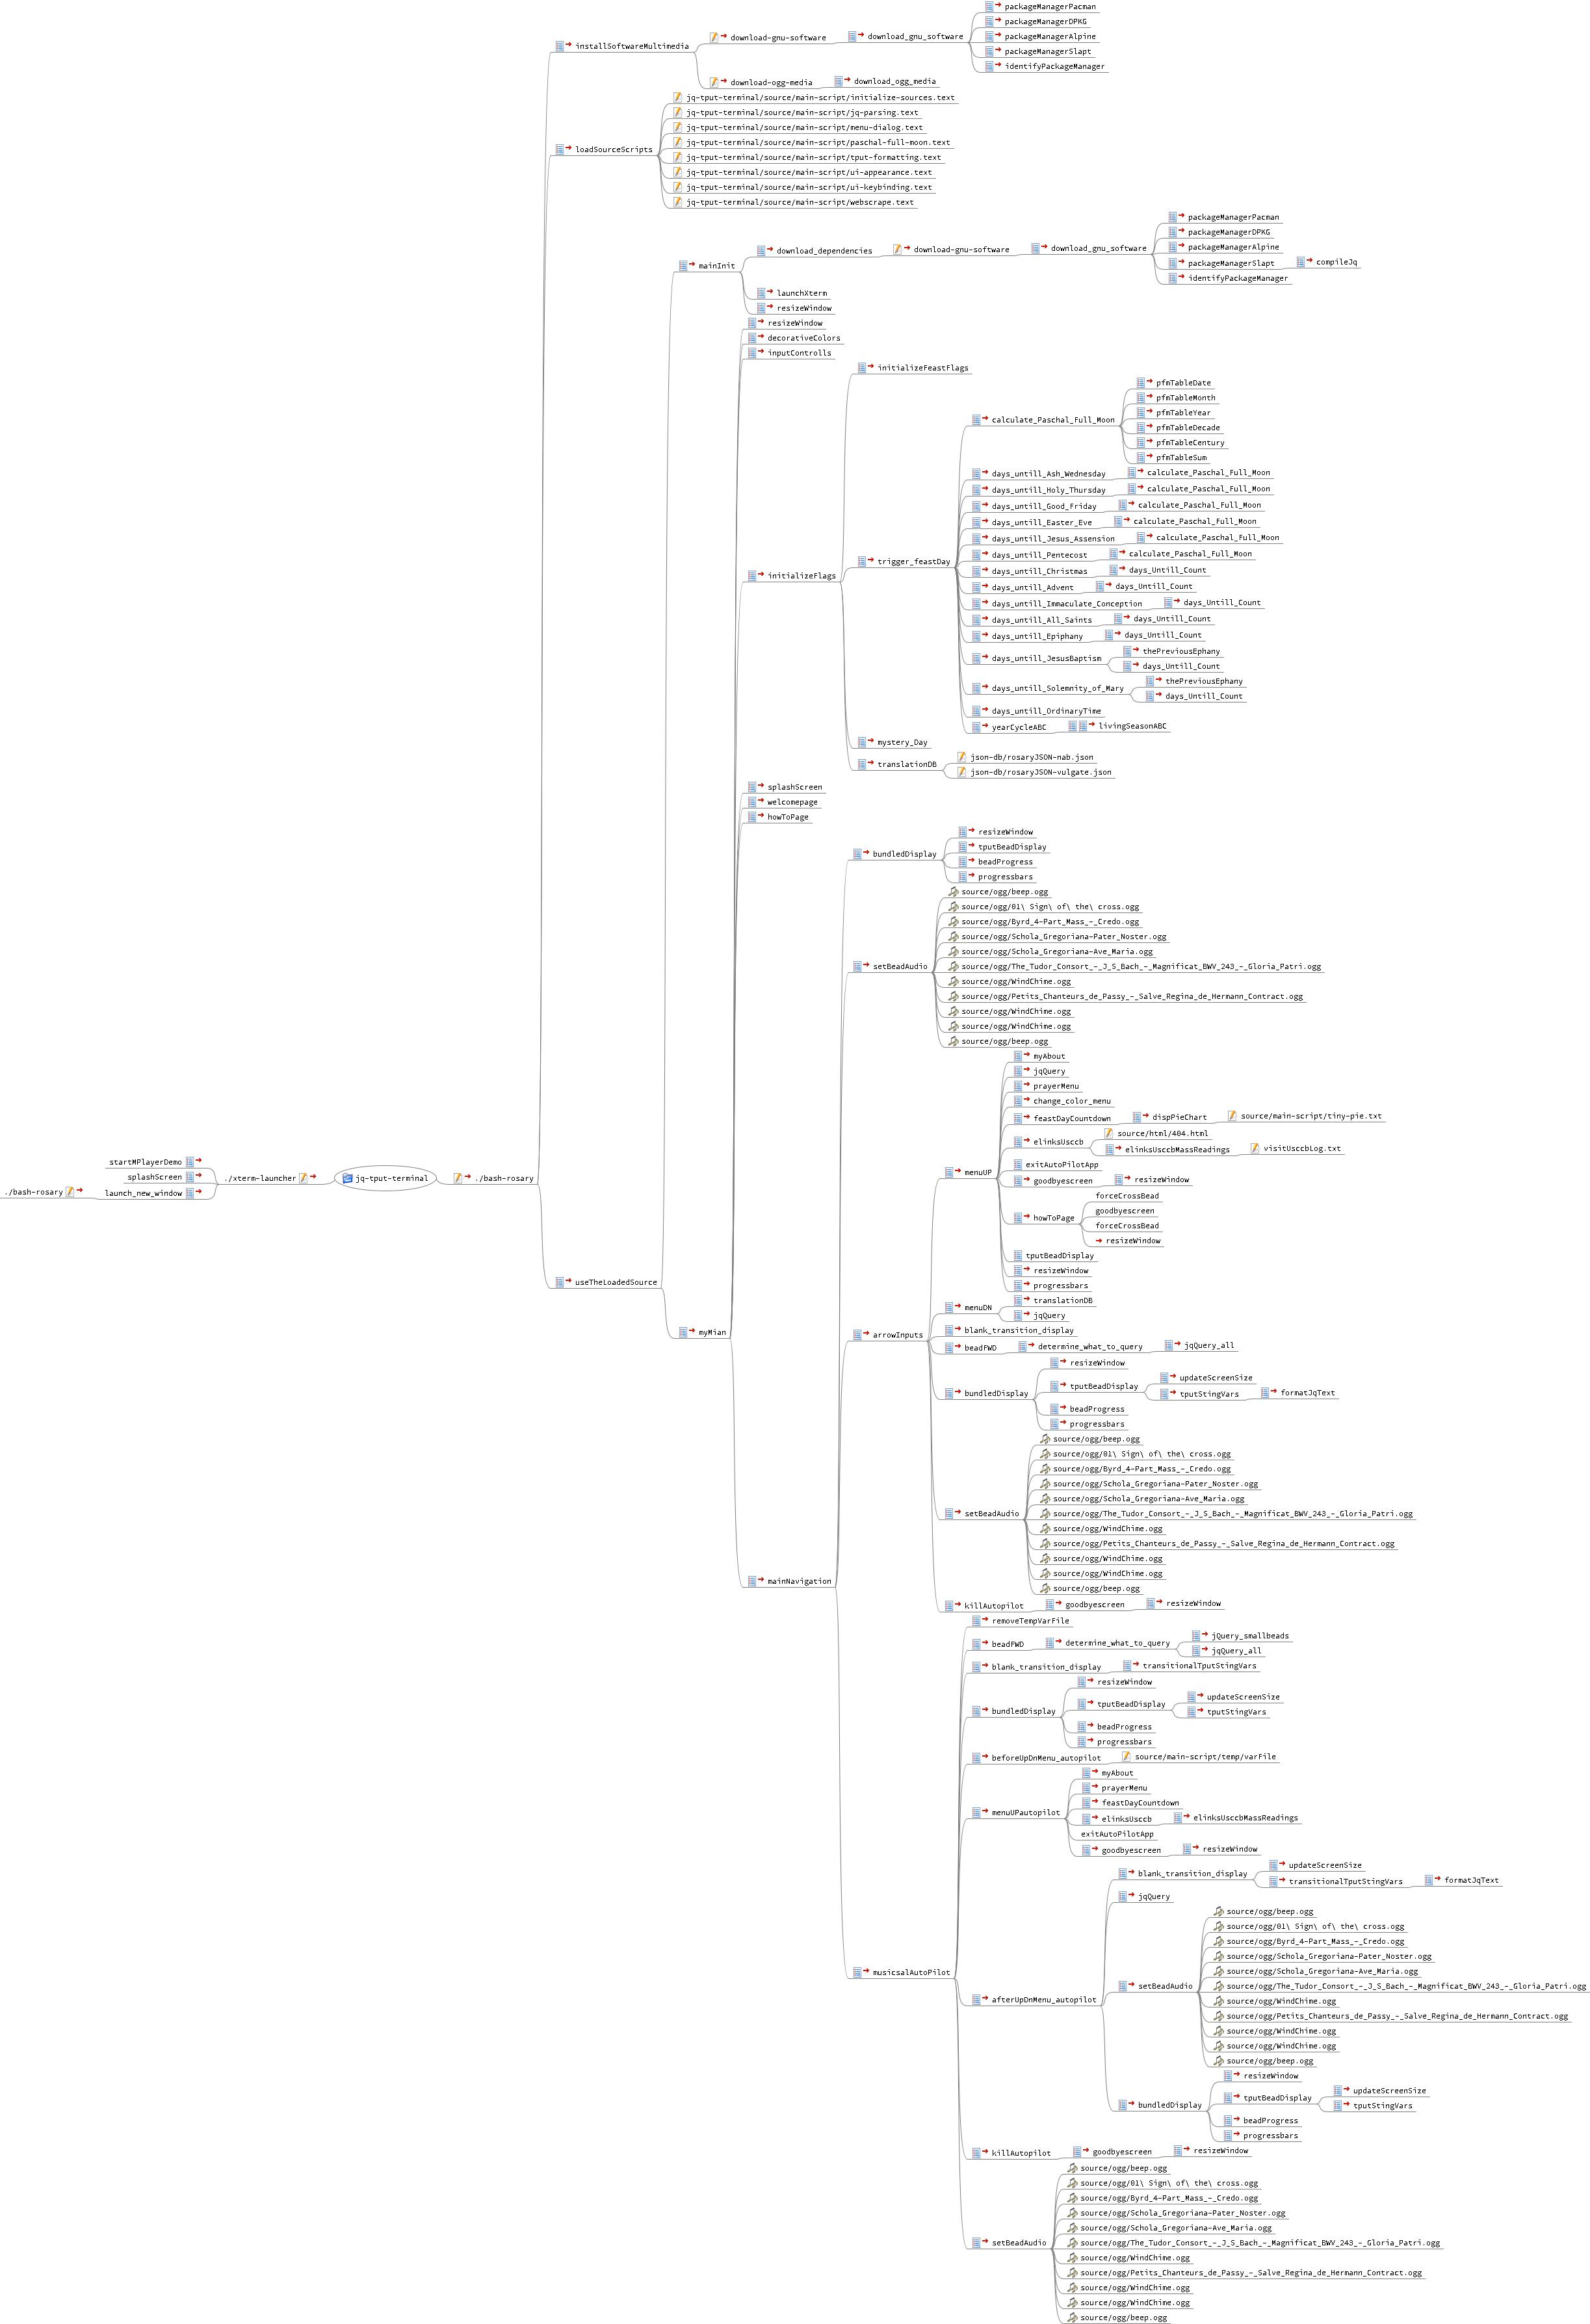 packageManagerPacman
packageManagerDPKG
download-gnu-software
download_gnu_software
packageManagerAlpine
installSoftwareMultimedia
packageManagerSlapt
identifyPackageManager
download-ogg-media
download_ogg_media
jq-tput-terminal/source/main-script/initialize-sources.text
jq-tput-terminal/source/main-script/jq-parsing.text
jq-tput-terminal/source/main-script/menu-dialog.text
jq-tput-terminal/source/main-script/paschal-full-moon.text
loadSourceScripts
jq-tput-terminal/source/main-script/tput-formatting.text
jq-tput-terminal/source/main-script/ui-appearance.text
jq-tput-terminal/source/main-script/ui-keybinding.text
jq-tput-terminal/source/main-script/webscrape.text
packageManagerPacman
packageManagerDPKG
download_dependencies
download-gnu-software
download_gnu_software
packageManagerAlpine
mainInit
packageManagerSlapt
compileJq
identifyPackageManager
launchXterm
resizeWindow
resizeWindow
decorativeColors
inputControlls
initializeFeastFlags
pfmTableDate
pfmTableMonth
pfmTableYear
calculate_Paschal_Full_Moon
pfmTableDecade
pfmTableCentury
pfmTableSum
days_untill_Ash_Wednesday
calculate_Paschal_Full_Moon
days_untill_Holy_Thursday
calculate_Paschal_Full_Moon
days_untill_Good_Friday
calculate_Paschal_Full_Moon
days_untill_Easter_Eve
calculate_Paschal_Full_Moon
days_untill_Jesus_Assension
calculate_Paschal_Full_Moon
days_untill_Pentecost
calculate_Paschal_Full_Moon
trigger_feastDay
days_untill_Christmas
days_Untill_Count
initializeFlags
days_untill_Advent
days_Untill_Count
days_untill_Immaculate_Conception
days_Untill_Count
days_untill_All_Saints
days_Untill_Count
days_untill_Epiphany
days_Untill_Count
days_untill_JesusBaptism
thePreviousEphany
days_Untill_Count
days_untill_Solemnity_of_Mary
thePreviousEphany
days_Untill_Count
days_untill_OrdinaryTime
yearCycleABC
livingSeasonABC
mystery_Day
translationDB
json-db/rosaryJSON-nab.json
json-db/rosaryJSON-vulgate.json
splashScreen
welcomepage
howToPage
bundledDisplay
resizeWindow
tputBeadDisplay
beadProgress
progressbars
source/ogg/beep.ogg
source/ogg/01\ Sign\ of\ the\ cross.ogg
source/ogg/Byrd_4-Part_Mass_-_Credo.ogg
source/ogg/Schola_Gregoriana-Pater_Noster.ogg
source/ogg/Schola_Gregoriana-Ave_Maria.ogg
setBeadAudio
source/ogg/The_Tudor_Consort_-_J_S_Bach_-_Magnificat_BWV_243_-_Gloria_Patri.ogg
source/ogg/WindChime.ogg
source/ogg/Petits_Chanteurs_de_Passy_-_Salve_Regina_de_Hermann_Contract.ogg
source/ogg/WindChime.ogg
source/ogg/WindChime.ogg
source/ogg/beep.ogg
myAbout
jqQuery
prayerMenu
change_color_menu
feastDayCountdown
dispPieChart
source/main-script/tiny-pie.txt
elinksUsccb
source/html/404.html
elinksUsccbMassReadings
visitUsccbLog.txt
menuUP
exitAutoPilotApp
goodbyescreen
resizeWindow
howToPage
forceCrossBead
goodbyescreen
forceCrossBead
resizeWindow
tputBeadDisplay
resizeWindow
progressbars
startMPlayerDemo
splashScreen
./xterm-launcher
jq-tput-terminal
./bash-rosary
./bash-rosary
launch_new_window
useTheLoadedSource
menuDN
translationDB
jqQuery
myMian
arrowInputs
blank_transition_display
beadFWD
determine_what_to_query
jqQuery_all
bundledDisplay
resizeWindow
tputBeadDisplay
updateScreenSize
tputStingVars
formatJqText
beadProgress
progressbars
source/ogg/beep.ogg
source/ogg/01\ Sign\ of\ the\ cross.ogg
source/ogg/Byrd_4-Part_Mass_-_Credo.ogg
source/ogg/Schola_Gregoriana-Pater_Noster.ogg
source/ogg/Schola_Gregoriana-Ave_Maria.ogg
setBeadAudio
source/ogg/The_Tudor_Consort_-_J_S_Bach_-_Magnificat_BWV_243_-_Gloria_Patri.ogg
source/ogg/WindChime.ogg
source/ogg/Petits_Chanteurs_de_Passy_-_Salve_Regina_de_Hermann_Contract.ogg
source/ogg/WindChime.ogg
source/ogg/WindChime.ogg
source/ogg/beep.ogg
mainNavigation
killAutopilot
goodbyescreen
resizeWindow
removeTempVarFile
beadFWD
determine_what_to_query
jQuery_smallbeads
jqQuery_all
blank_transition_display
transitionalTputStingVars
bundledDisplay
resizeWindow
tputBeadDisplay
updateScreenSize
tputStingVars
beadProgress
progressbars
beforeUpDnMenu_autopilot
source/main-script/temp/varFile
menuUPautopilot
myAbout
prayerMenu
feastDayCountdown
elinksUsccb
elinksUsccbMassReadings
exitAutoPilotApp
goodbyescreen
resizeWindow
blank_transition_display
updateScreenSize
transitionalTputStingVars
formatJqText
jqQuery
source/ogg/beep.ogg
source/ogg/01\ Sign\ of\ the\ cross.ogg
source/ogg/Byrd_4-Part_Mass_-_Credo.ogg
source/ogg/Schola_Gregoriana-Pater_Noster.ogg
musicsalAutoPilot
source/ogg/Schola_Gregoriana-Ave_Maria.ogg
setBeadAudio
source/ogg/The_Tudor_Consort_-_J_S_Bach_-_Magnificat_BWV_243_-_Gloria_Patri.ogg
afterUpDnMenu_autopilot
source/ogg/WindChime.ogg
source/ogg/Petits_Chanteurs_de_Passy_-_Salve_Regina_de_Hermann_Contract.ogg
source/ogg/WindChime.ogg
source/ogg/WindChime.ogg
source/ogg/beep.ogg
bundledDisplay
resizeWindow
tputBeadDisplay
updateScreenSize
tputStingVars
beadProgress
progressbars
killAutopilot
goodbyescreen
resizeWindow
source/ogg/beep.ogg
source/ogg/01\ Sign\ of\ the\ cross.ogg
source/ogg/Byrd_4-Part_Mass_-_Credo.ogg
source/ogg/Schola_Gregoriana-Pater_Noster.ogg
source/ogg/Schola_Gregoriana-Ave_Maria.ogg
setBeadAudio
source/ogg/The_Tudor_Consort_-_J_S_Bach_-_Magnificat_BWV_243_-_Gloria_Patri.ogg
source/ogg/WindChime.ogg
source/ogg/Petits_Chanteurs_de_Passy_-_Salve_Regina_de_Hermann_Contract.ogg
source/ogg/WindChime.ogg
source/ogg/WindChime.ogg
source/ogg/beep.ogg